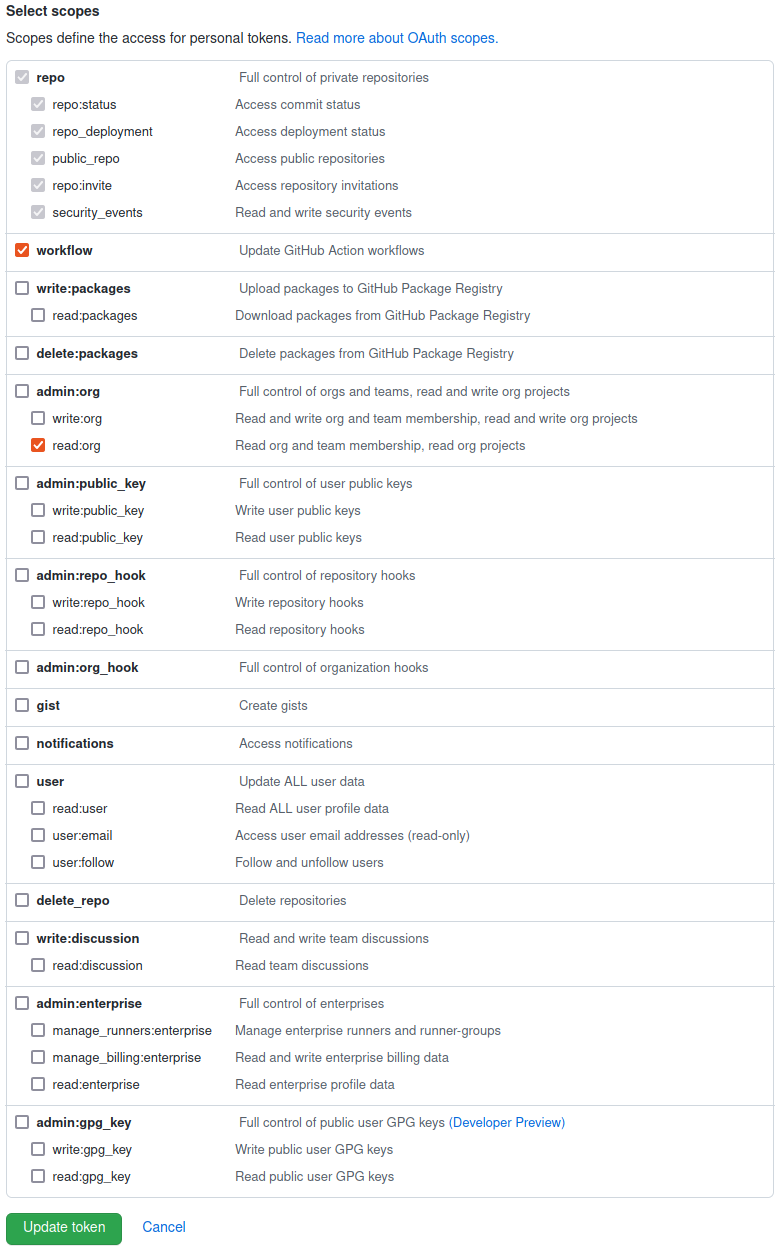 Select scopes
Scopes define the access for personal tokens. Read more about OAuth scopes.
repo Full control of private repositories
repo:status Access commit status
repo_deployment Access deployment status
public_repo Access public repositories
repo:invite Access repository invitations
security_events Read and write security events
workflow Update GitHub Action workflows
write:packages Upload packages to GitHub Package Registry
read:packages Download packages from GitHub Package Registry
delete:packages Delete packages from GitHub Package Registry
admin:org Full control of orgs and teams, read and write org projects
write:org Read and write org and team membership, read and write org projects
read:org Read org and team membership, read org projects
admin:public_key Full control of user public keys
write:public_key Write user public keys
read:public_key Read user public keys
admin:repo_hook Full control of repository hooks
write:repo_hook Write repository hooks
read:repo_hook Read repository hooks
admin:org_hook Full control of organization hooks
gist Create gists
notifications Access notifications
user Update ALL user data
read:user Read ALL user profile data
user:email Access user email addresses (read-only)
user:follow Follow and unfollow users
delete_repo Delete repositories
write:discussion Read and write team discussions
read:discussion Read team discussions
admin:enterprise Full control of enterprises
manage_runners:enterprise Manage enterprise runners and runner-groups
manage_billing:enterprise Read and write enterprise billing data
read:enterprise Read enterprise profile data
admin:gpg_key Full control of public user GPG keys (Developer Preview)
write:gpg_key Write public user GPG keys
read:gpg_key Read public user GPG keys
Update token Cancel